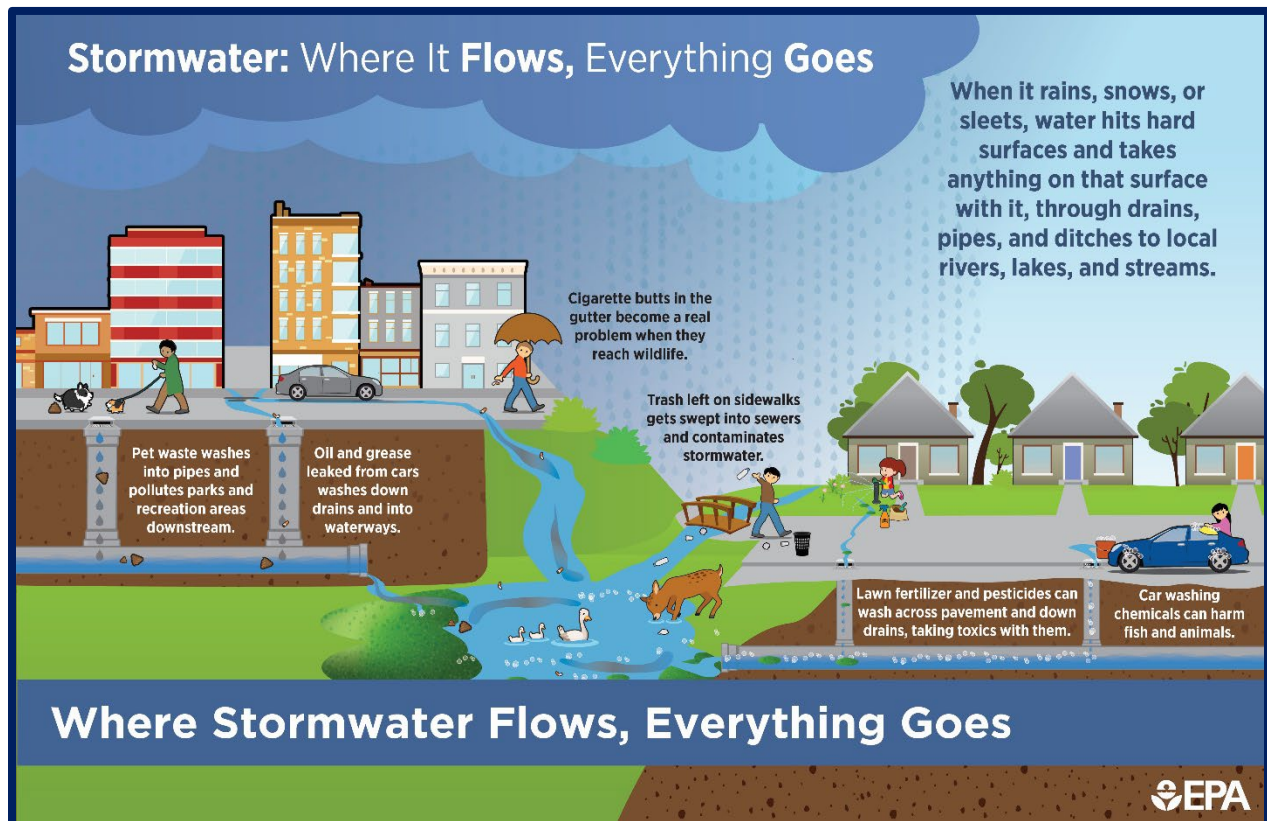 Stormwater: Where It Flows, Everything Goes
When it rains, snows, or
sleets, water hits hard
surfaces and takes
anything on that surface
with it, through drains,
pipes, and ditches to local
rivers, lakes, and streams.
Cigarette butts in the
gutter become a real
problem when they
reach wildlife.
Trash left on sidewalks
gets swept into sewers
and contaminates
stormwater.
Pet waste washes
into pipes and
pollutes parks and
recreation areas
downstream.
Oil and grease
leaked from cars
washes down
drains and into
waterways.
Lawn fertilizer and pesticides can
wash across pavement and down
drains, taking toxics with them.
Car washing
chemicals can harm
fish and animals.
Where Stormwater Flows, Everything Goes
EPA